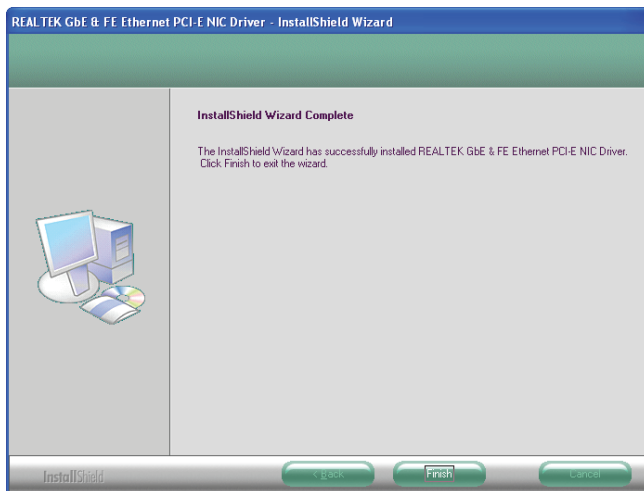 REALTEK GbE & FE Ethernet PCI-E NIC Driver - InstallShield Wizard
InstallShield Wizard Complete
The InstallShield Wizard has successfully installed REALTEK GbE & FE Ethernet PCI-E NIC Driver.
Click Finish to exit the wizard.
InstallShield
< Back
Finish
Cancel